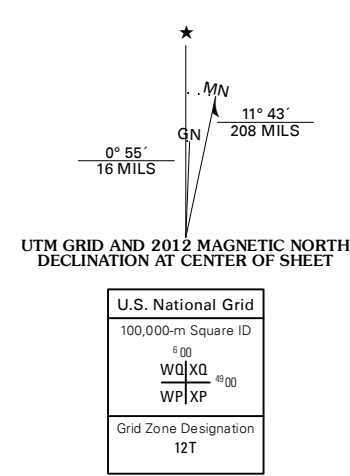 ★
MN
GN
11° 43´
208 MILS
0° 55´
16 MILS
UTM GRID AND 2012 MAGNETIC NORTH
DECLINATION AT CENTER OF SHEET
U.S. National Grid
100,000-m Square ID
6 00
WQ XQ
49 00
WP XP
Grid Zone Designation
12T